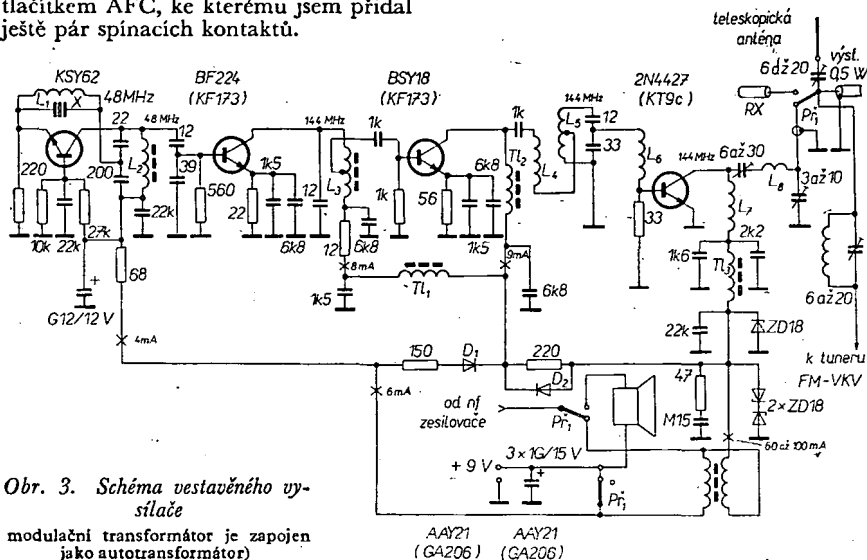 tlačítkem AFC, ke kterému jsem přidal
ještě pár spínacích kontaktů.
teleskopická
anténa
KSY62
BF224
(KF173)
BSY18
(KF173)
2N4427
(KT9c)
6 až 20
výst.
0,5 W
RX
Př1
L1
X
48MHz
22
48 MHz
12
144 MHz
1k
1k
144 MHz
12
L5
33
L6
144 MHz
6 až 30
L8
3 až 10
220
200
L2
39
560
1k5
22
6k8
12
L3
1k
56
6k8
Tl2
L4
1k5
33
L7
10k
22k
27k
22k
12
6k8
8mA
9mA
1k6
2k2
Tl3
6 až 20
68
G12/12 V
1k5
Tl1
6k8
22k
ZD18
k tuneru
FM-VKV
4mA
150
D1
220
D2
6mA
od nf
zesilovače
Př1
47
M15
2×ZD18
60 až 100 mA
3×1G/15 V
+ 9 V
Př1
AAY21
(GA206)
AAY21
(GA206)
Obr. 3. Schéma vestavěného vy-
sílače
modulační transformátor je zapojen
jako autotransformátor)